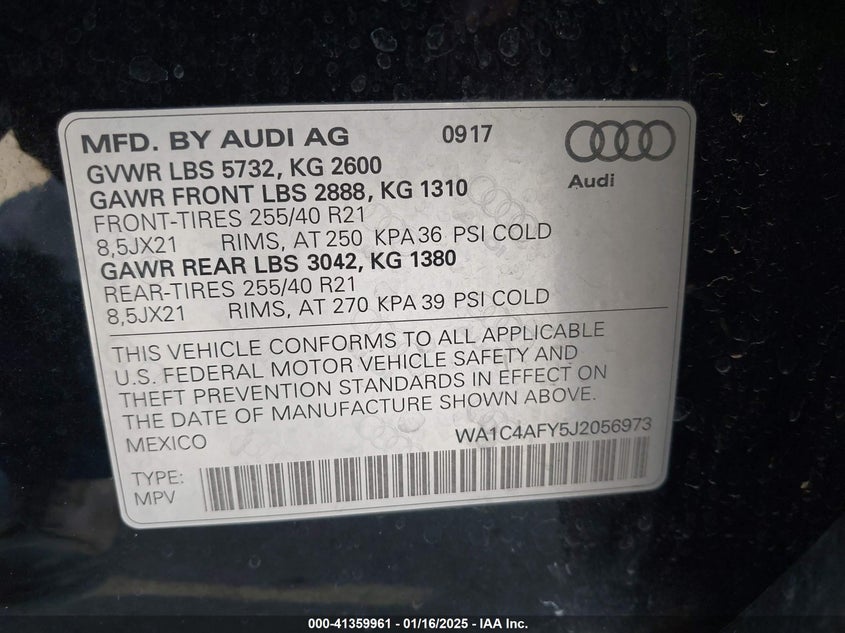 MFD. BY AUDI AG 0917
GVWR LBS 5732, KG 2600
GAWR FRONT LBS 2888, KG 1310
Audi
FRONT-TIRES 255/40 R21
8,5JX21 RIMS, AT 250 KPA 36 PSI COLD
GAWR REAR LBS 3042, KG 1380
REAR-TIRES 255/40 R21
8,5JX21 RIMS, AT 270 KPA 39 PSI COLD
THIS VEHICLE CONFORMS TO ALL APPLICABLE
U.S. FEDERAL MOTOR VEHICLE SAFETY AND
THEFT PREVENTION STANDARDS IN EFFECT ON
THE DATE OF MANUFACTURE SHOWN ABOVE.
MEXICO WA1C4AFY5J2056973
TYPE:
MPV
000-41359961 - 01/16/2025 - IAA Inc.